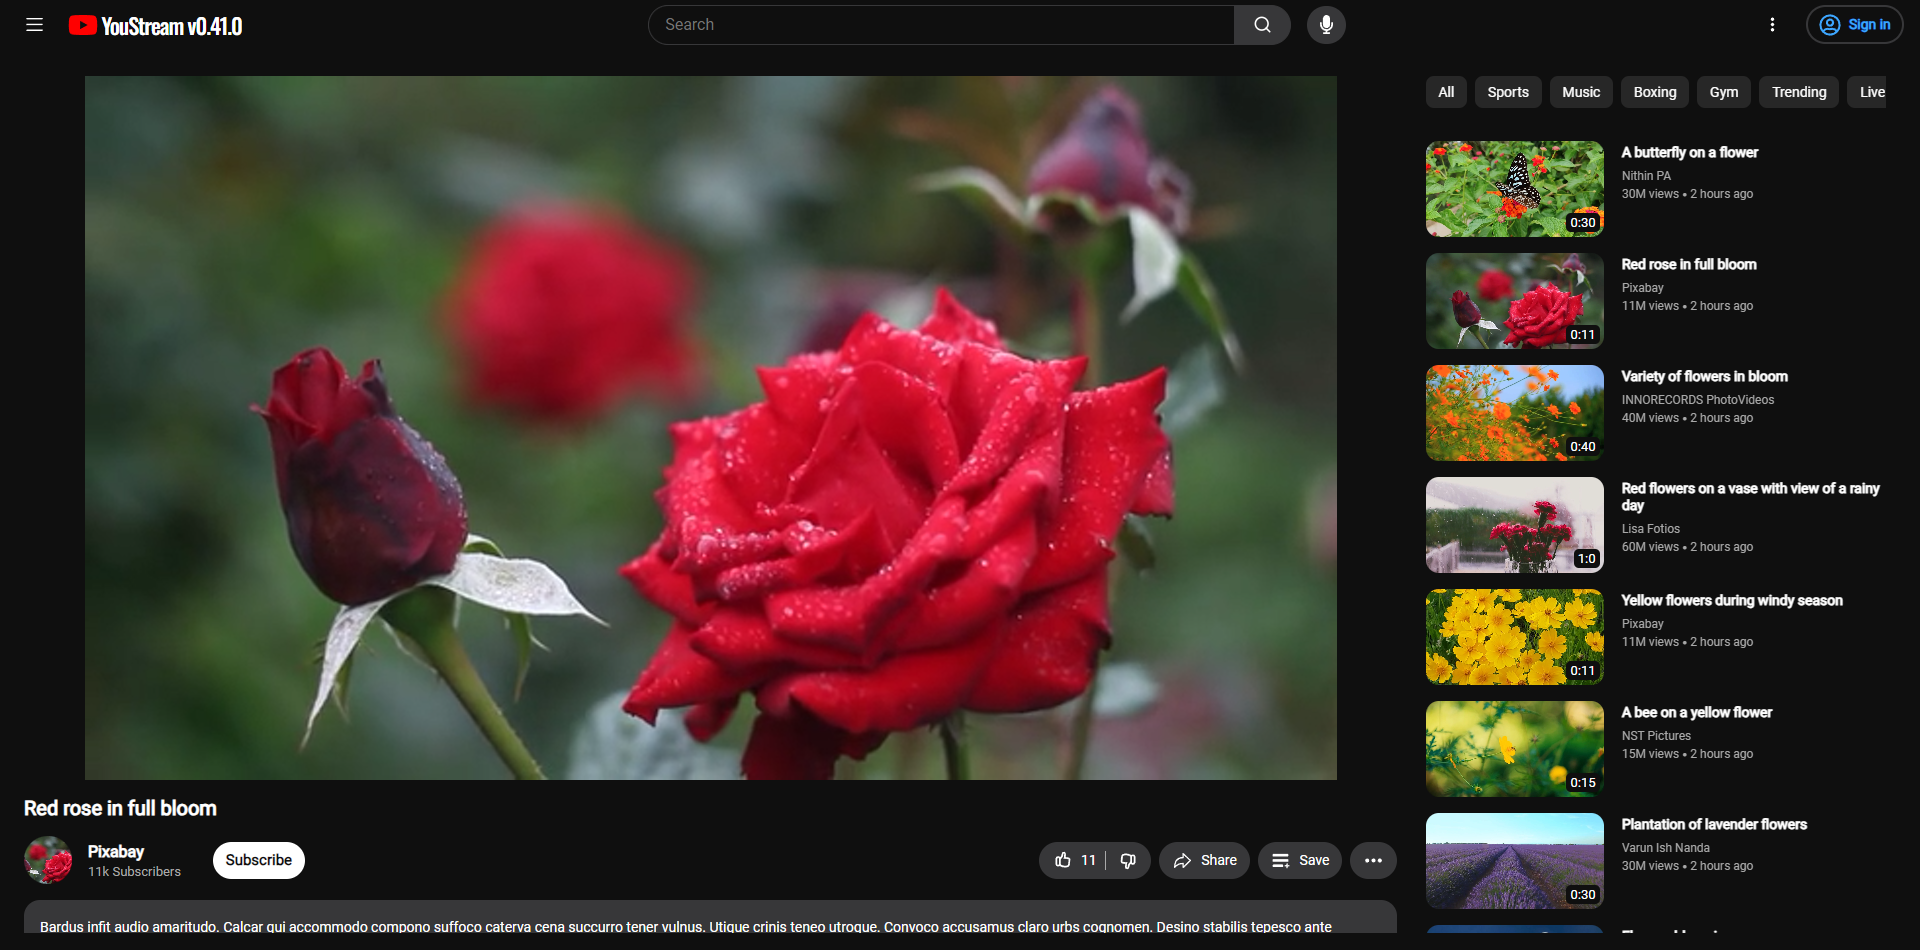 YouStream v0.41.0
Search
Sign in
All
Sports
Music
Boxing
Gym
Trending
Live
A butterfly on a flower
Nithin PA
30M views • 2 hours ago
0:30
Red rose in full bloom
Pixabay
11M views • 2 hours ago
0:11
Variety of flowers in bloom
INNORECORDS PhotoVideos
40M views • 2 hours ago
0:40
Red flowers on a vase with view of a rainy
day
Lisa Fotios
60M views • 2 hours ago
1:0
Yellow flowers during windy season
Pixabay
11M views • 2 hours ago
0:11
A bee on a yellow flower
NST Pictures
15M views • 2 hours ago
0:15
Plantation of lavender flowers
Varun Ish Nanda
30M views • 2 hours ago
0:30
Red rose in full bloom
Pixabay
11k Subscribers
Subscribe
11
Share
Save
Bardus infit audio amaritudo. Calcar qui accommodo compono suffoco caterva cena succurro tener vulnus. Utique crinis teneo utroque. Convoco accusamus claro urbs cognomen. Desino stabilis tepesco ante